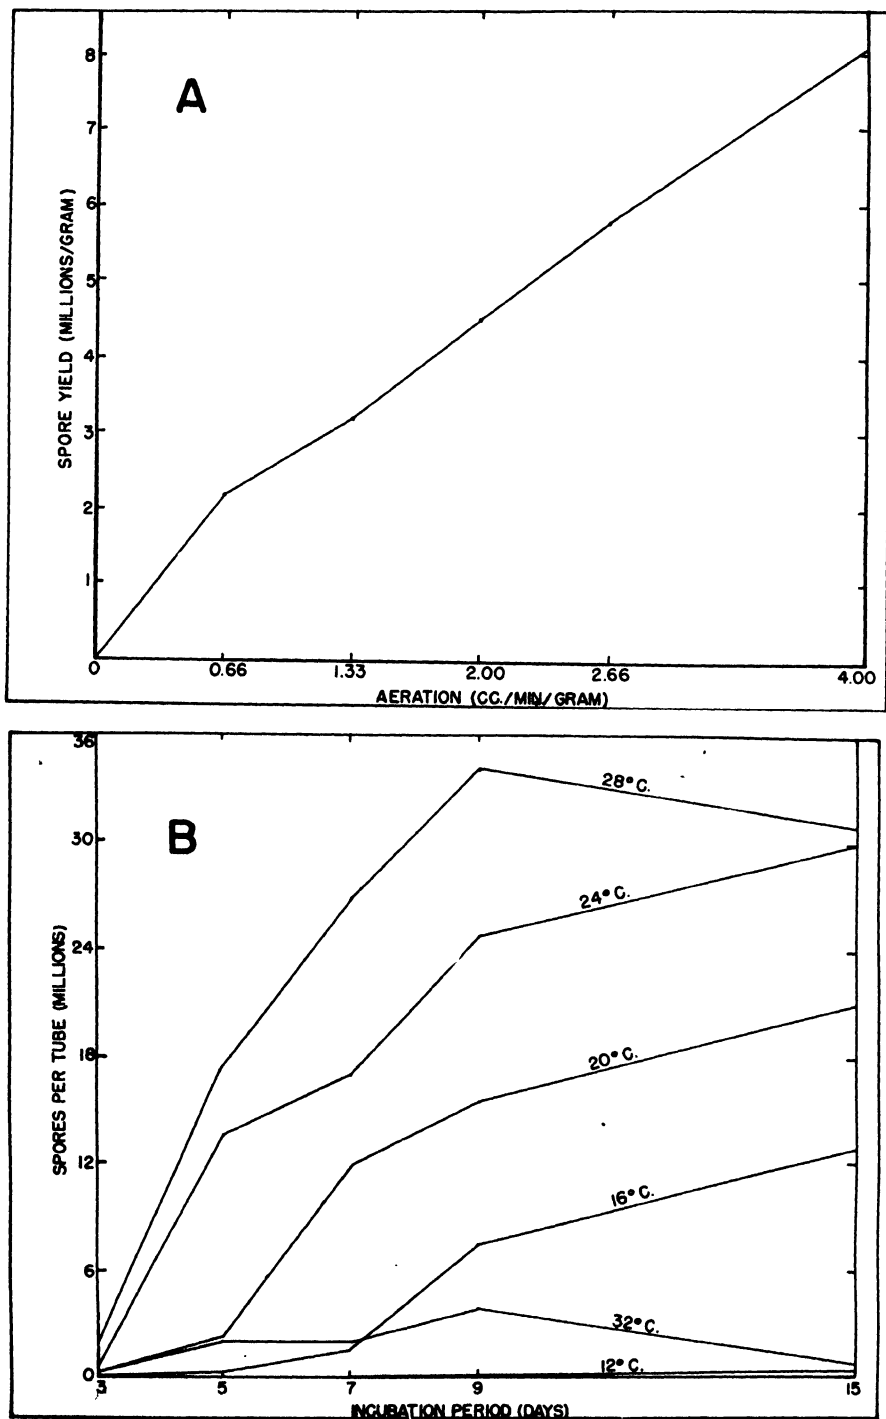 A
8
7
6
5
4
3
2
1
SPORE YIELD (MILLIONS/GRAM)
0 0.66 1.33 2.00 2.66 4.00
AERATION (CC./MIN/GRAM)
B
36
30
24
18
12
6
0
SPORES PER TUBE (MILLIONS)
28° C.
24° C.
20° C.
16° C.
32° C.
12° C.
3 5 7 9 15
INCUBATION PERIOD (DAYS)